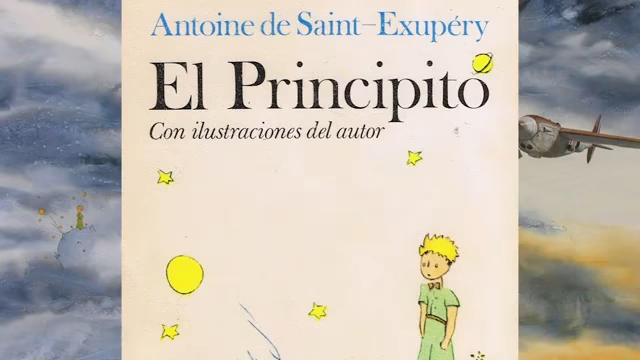 Antoine de Saint-Exupéry
El Principito
Con ilustraciones del autor